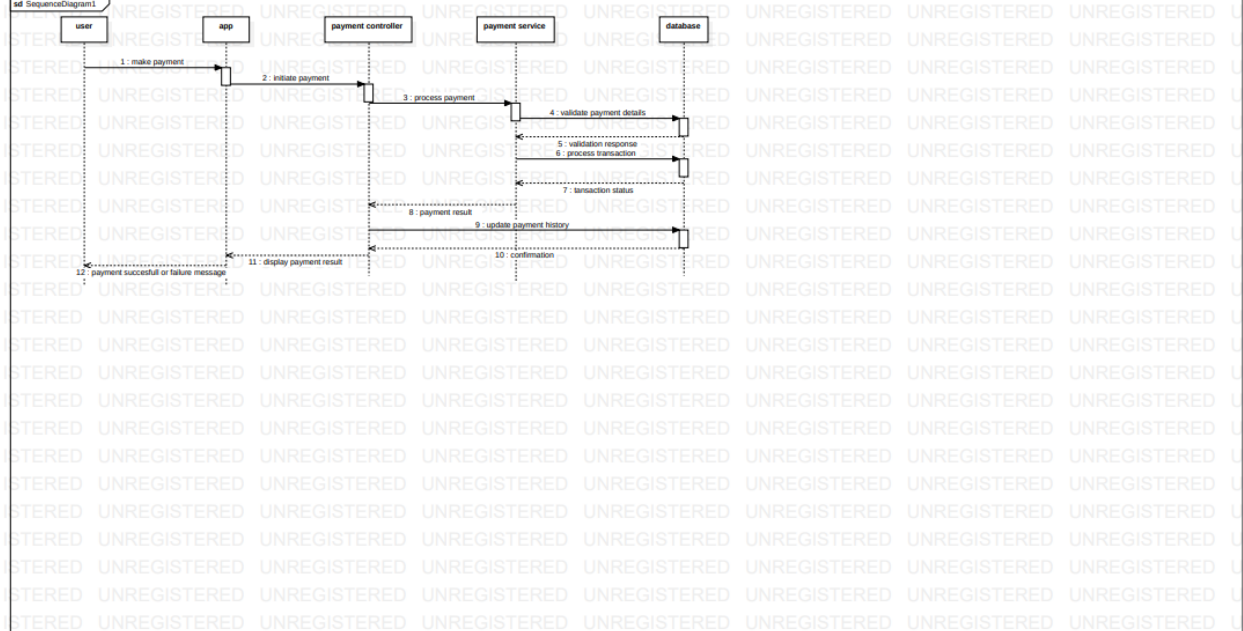 sd SequenceDiagram1
user
app
payment controller
payment service
database
1 : make payment
2 : initiate payment
3 : process payment
4 : validate payment details
5 : validation response
6 : process transaction
7 : tansaction status
8 : payment result
9 : update payment history
10 : confirmation
11 : display payment result
12 : payment succesfull or failure message
UNREGISTERED